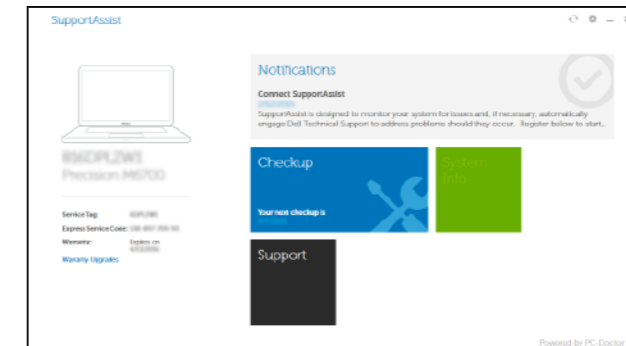 SupportAssist
Notifications
Connect SupportAssist
SupportAssist is designed to monitor your system for issues and, if necessary, automatically
engage Dell Technical Support to address problems should they occur. Register below to start...
Checkup
System
Info
Your next checkup is
Support
Precision M6700
Service Tag:
Express Service Code:
Warranty: Expires on
Warranty Upgrades
Powered by PC-Doctor